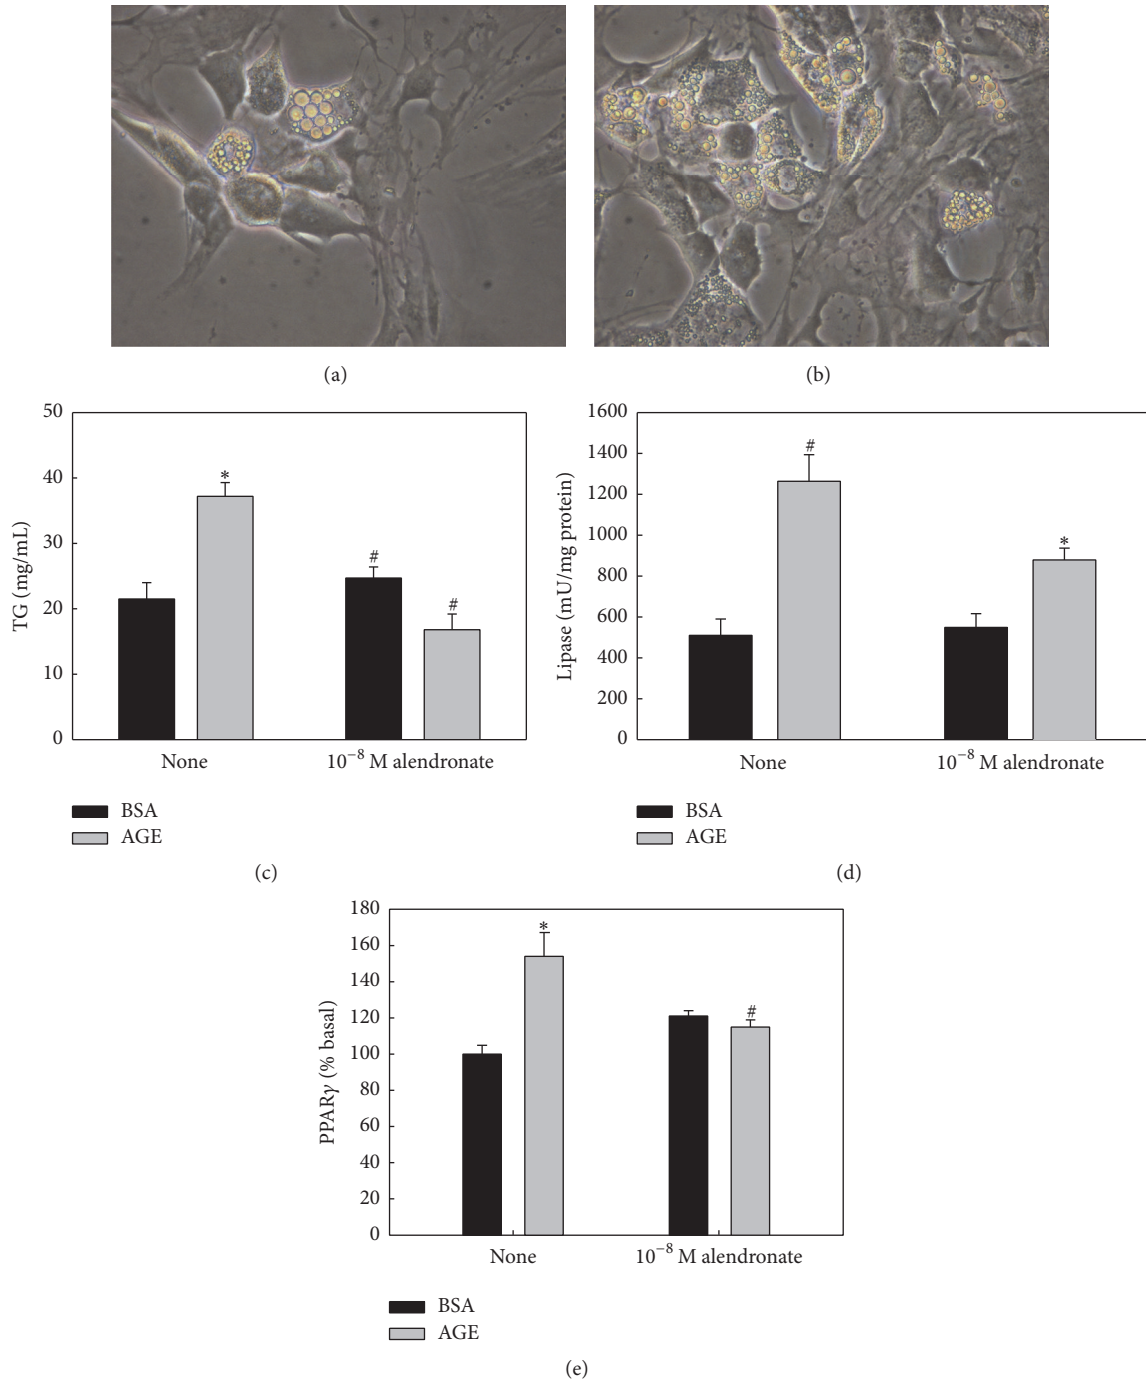 (a)
(b)
50
40
30
20
10
0
TG (mg/mL)
*
#
#
None
10⁻⁸ M alendronate
BSA
AGE
(c)
1600
1400
1200
1000
800
600
400
200
0
Lipase (mU/mg protein)
#
*
None
10⁻⁸ M alendronate
BSA
AGE
(d)
180
160
140
120
100
80
60
40
20
0
PPARγ (% basal)
*
#
None
10⁻⁸ M alendronate
BSA
AGE
(e)